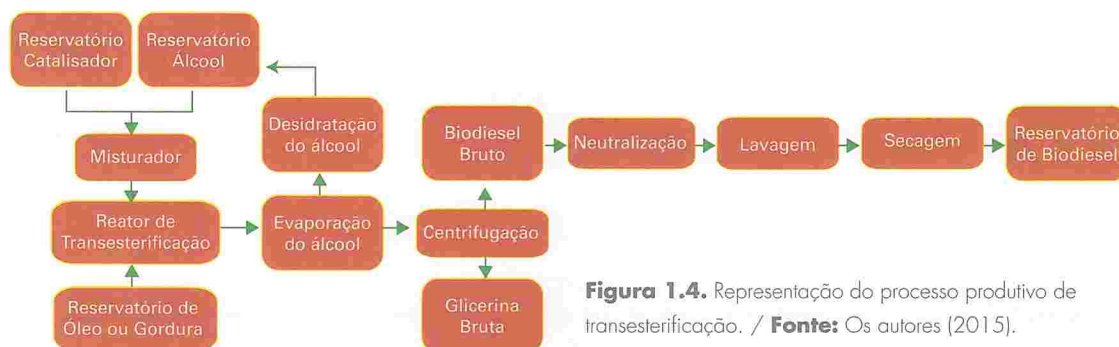 Reservatório
Catalisador
Reservatório
Álcool
Misturador
Reator de
Transesterificação
Reservatório de
Óleo ou Gordura
Desidratação
do álcool
Evaporação
do álcool
Centrifugação
Biodiesel
Bruto
Glicerina
Bruta
Neutralização
Lavagem
Secagem
Reservatório
de Biodiesel
Figura 1.4. Representação do processo produtivo de
transesterificação. / Fonte: Os autores (2015).